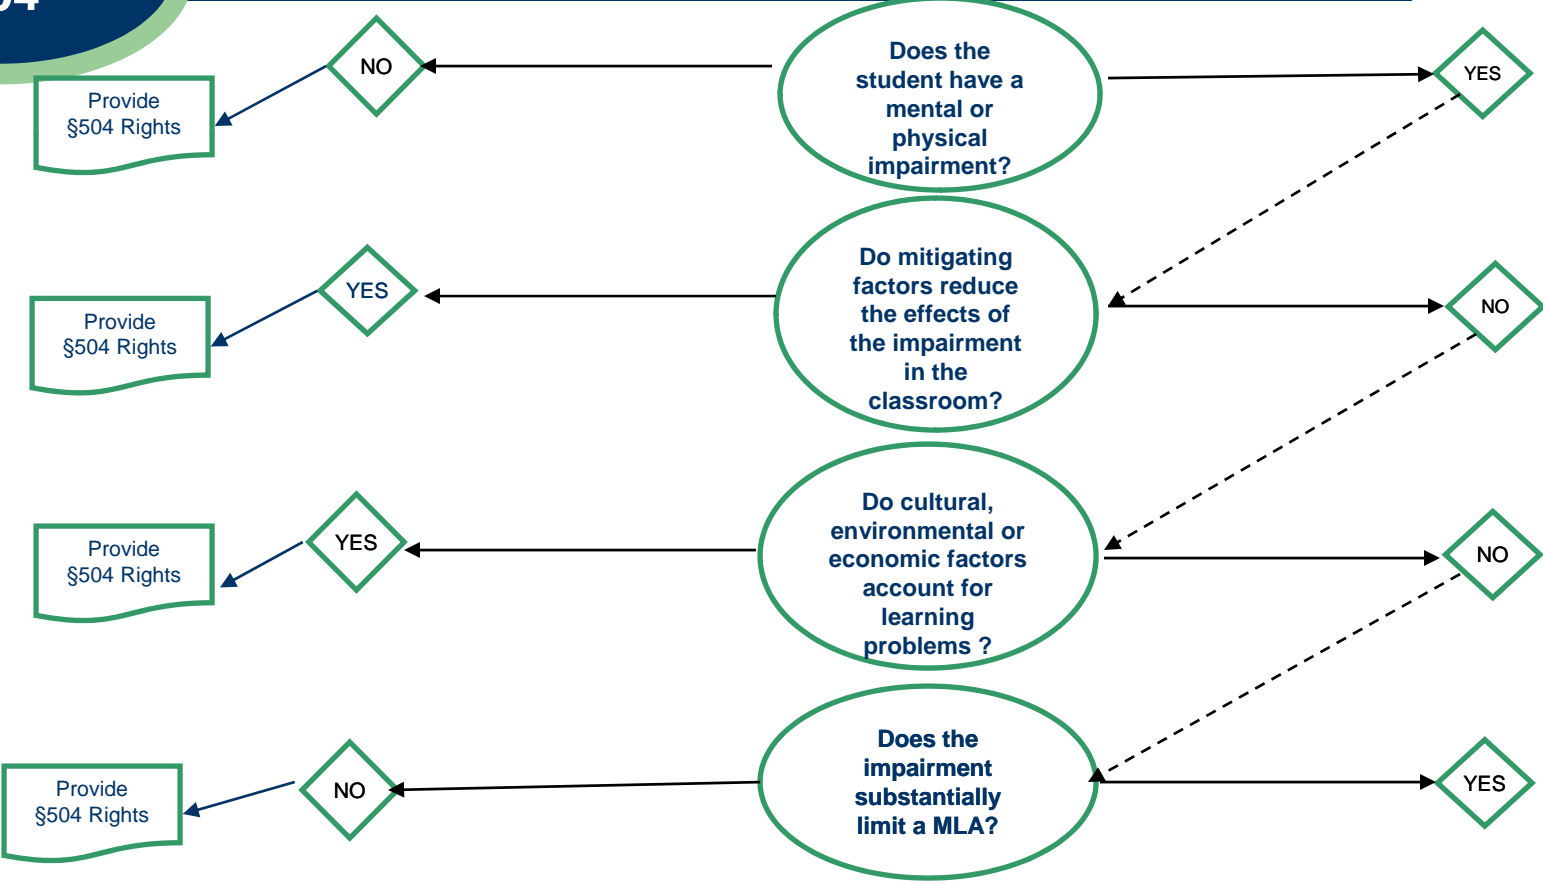 04
NO
Does the
student have a
mental or
physical
impairment?
YES
Provide
§504 Rights
YES
Do mitigating
factors reduce
the effects of
the impairment
in the
classroom?
NO
Provide
§504 Rights
YES
Do cultural,
environmental or
economic factors
account for
learning
problems ?
NO
Provide
§504 Rights
NO
Does the
impairment
substantially
limit a MLA?
YES
Provide
§504 Rights